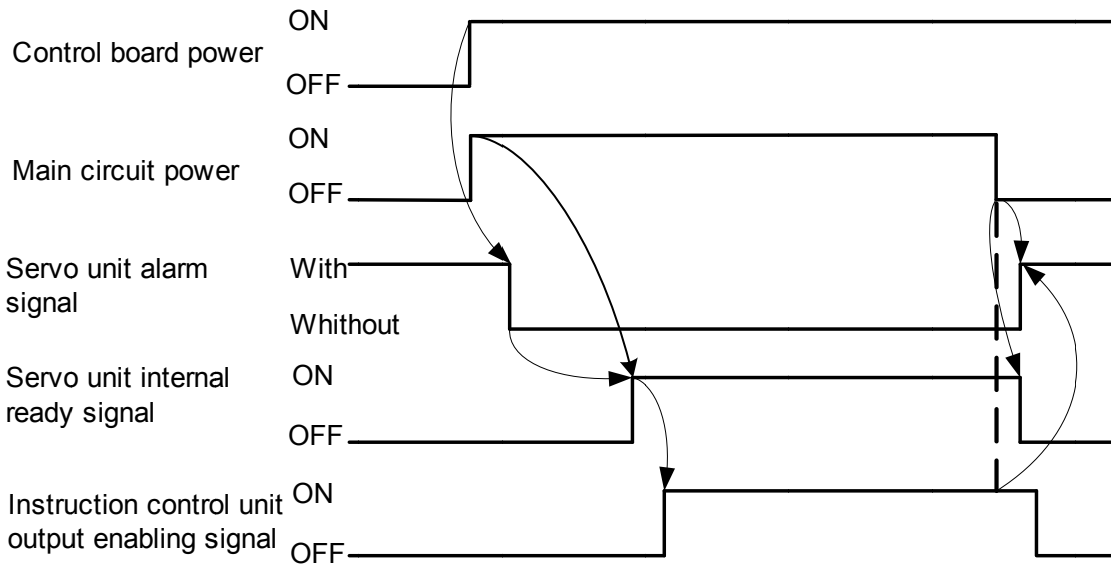 ON
Control board power
OFF
ON
Main circuit power
OFF
Servo unit alarm
signal
With
Whithout
Servo unit internal
ready signal
ON
OFF
Instruction control unit
output enabling signal
ON
OFF